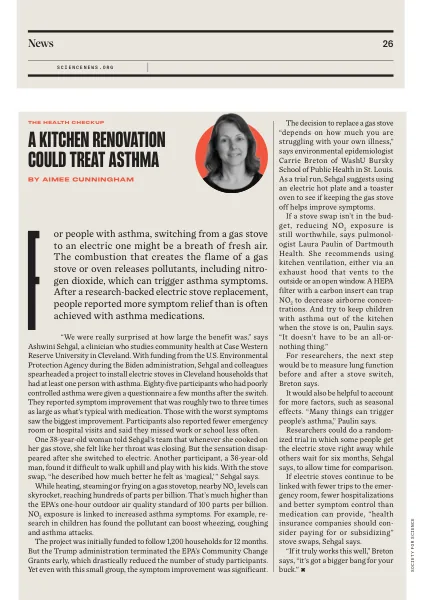 News
26
SCIENCENEWS.ORG
THE HEALTH CHECKUP
A KITCHEN RENOVATION
COULD TREAT ASTHMA
BY AIMEE CUNNINGHAM
For people with asthma, switching from a gas stove
to an electric one might be a breath of fresh air.
The combustion that creates the flame of a gas
stove or oven releases pollutants, including nitro-
gen dioxide, which can trigger asthma symptoms.
After a research-backed electric stove replacement,
people reported more symptom relief than is often
achieved with asthma medications.
"We were really surprised at how large the benefit was," says
Ashwini Sehgal, a clinician who studies community health at Case Western
Reserve University in Cleveland. With funding from the U.S. Environmental
Protection Agency during the Biden administration, Sehgal and colleagues
spearheaded a project to install electric stoves in Cleveland households that
had at least one person with asthma. Eighty-five participants who had poorly
controlled asthma were given a questionnaire a few months after the switch.
They reported symptom improvement that was roughly two to three times
as large as what's typical with medication. Those with the worst symptoms
saw the biggest improvement. Participants also reported fewer emergency
room or hospital visits and said they missed work or school less often.
One 38-year-old woman told Sehgal's team that whenever she cooked on
her gas stove, she felt like her throat was closing. But the sensation disap-
peared after she switched to electric. Another participant, a 36-year-old
man, found it difficult to walk uphill and play with his kids. With the stove
swap, "he described how much better he felt as 'magical,'" Sehgal says.
While heating, steaming or frying on a gas stovetop, nearby NO₂ levels can
skyrocket, reaching hundreds of parts per billion. That's much higher than
the EPA's one-hour outdoor air quality standard of 100 parts per billion.
NO₂ exposure is linked to increased asthma symptoms. For example, re-
search in children has found the pollutant can boost wheezing, coughing
and asthma attacks.
The project was initially funded to follow 1,200 households for 12 months.
But the Trump administration terminated the EPA's Community Change
Grants early, which drastically reduced the number of study participants.
Yet even with this small group, the symptom improvement was significant.
The decision to replace a gas stove
"depends on how much you are
struggling with your own illness,"
says environmental epidemiologist
Carrie Breton of WashU Bursky
School of Public Health in St. Louis.
As a trial run, Sehgal suggests using
an electric hot plate and a toaster
oven to see if keeping the gas stove
off helps improve symptoms.
If a stove swap isn't in the bud-
get, reducing NO₂ exposure is
still worthwhile, says pulmonol-
ogist Laura Paulin of Dartmouth
Health. She recommends using
kitchen ventilation, either via an
exhaust hood that vents to the
outside or an open window. A HEPA
filter with a carbon insert can trap
NO₂ to decrease airborne concen-
trations. And try to keep children
with asthma out of the kitchen
when the stove is on, Paulin says.
"It doesn't have to be an all-or-
nothing thing."
For researchers, the next step
would be to measure lung function
before and after a stove switch,
Breton says.
It would also be helpful to account
for more factors, such as seasonal
effects. "Many things can trigger
people's asthma," Paulin says.
Researchers could do a random-
ized trial in which some people get
the electric stove right away while
others wait for six months, Sehgal
says, to allow time for comparison.
If electric stoves continue to be
linked with fewer trips to the emer-
gency room, fewer hospitalizations
and better symptom control than
medication can provide, "health
insurance companies should con-
sider paying for or subsidizing"
stove swaps, Sehgal says.
"If it truly works this well," Breton
says, "it's got a bigger bang for your
buck."
SOCIETY FOR SCIENCE